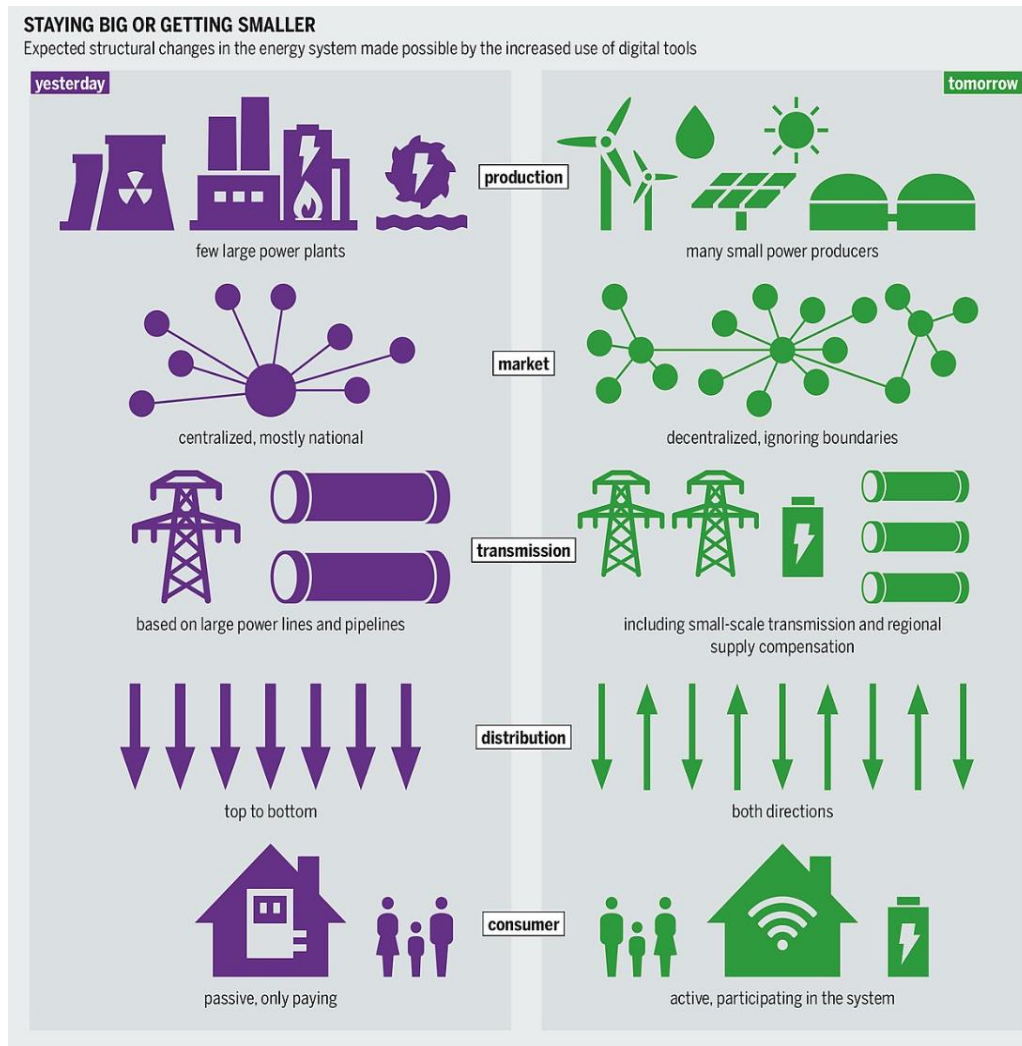 STAYING BIG OR GETTING SMALLER
Expected structural changes in the energy system made possible by the increased use of digital tools
yesterday
tomorrow
production
few large power plants
many small power producers
market
centralized, mostly national
decentralized, ignoring boundaries
transmission
based on large power lines and pipelines
including small-scale transmission and regional
supply compensation
distribution
top to bottom
both directions
consumer
passive, only paying
active, participating in the system